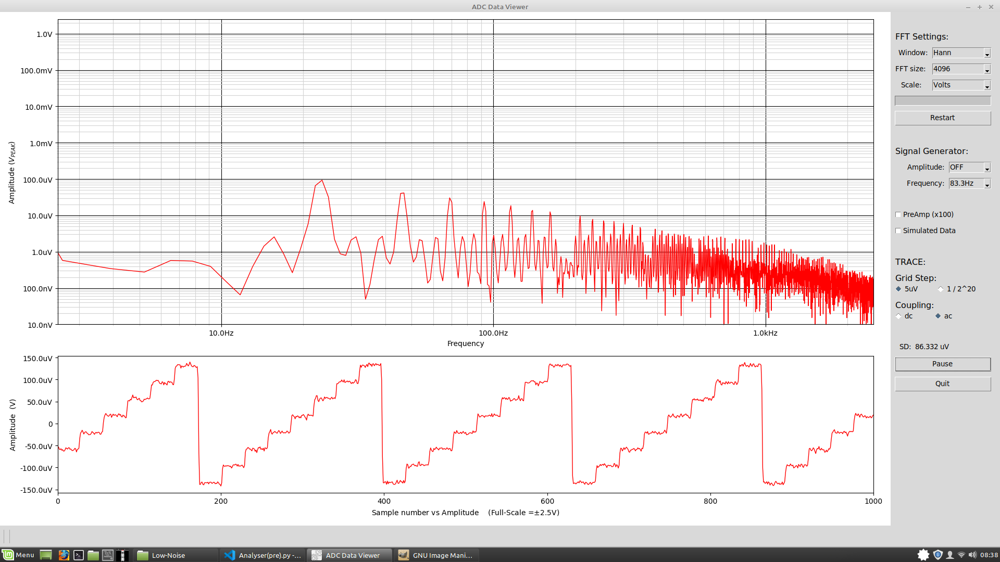 ADC Data Viewer
1.0V
100.0mV
10.0mV
1.0mV
100.0uV
10.0uV
1.0uV
100.0nV
10.0nV
Amplitude (V_PEAK)
10.0Hz 100.0Hz 1.0kHz
Frequency
150.0uV
100.0uV
50.0uV
0
-50.0uV
-100.0uV
-150.0uV
Amplitude (V)
0 200 400 600 800 1000
Sample number vs Amplitude (Full-Scale =±2.5V)
FFT Settings:
Window: Hann
FFT size: 4096
Scale: Volts
Restart
Signal Generator:
Amplitude: OFF
Frequency: 83.3Hz
PreAmp (x100)
Simulated Data
TRACE:
Grid Step:
5uV 1 / 2^20
Coupling:
dc ac
SD: 86.332 uV
Pause
Quit
Menu Low-Noise Analyser(pre).py -... ADC Data Viewer GNU Image Mani... 08:38